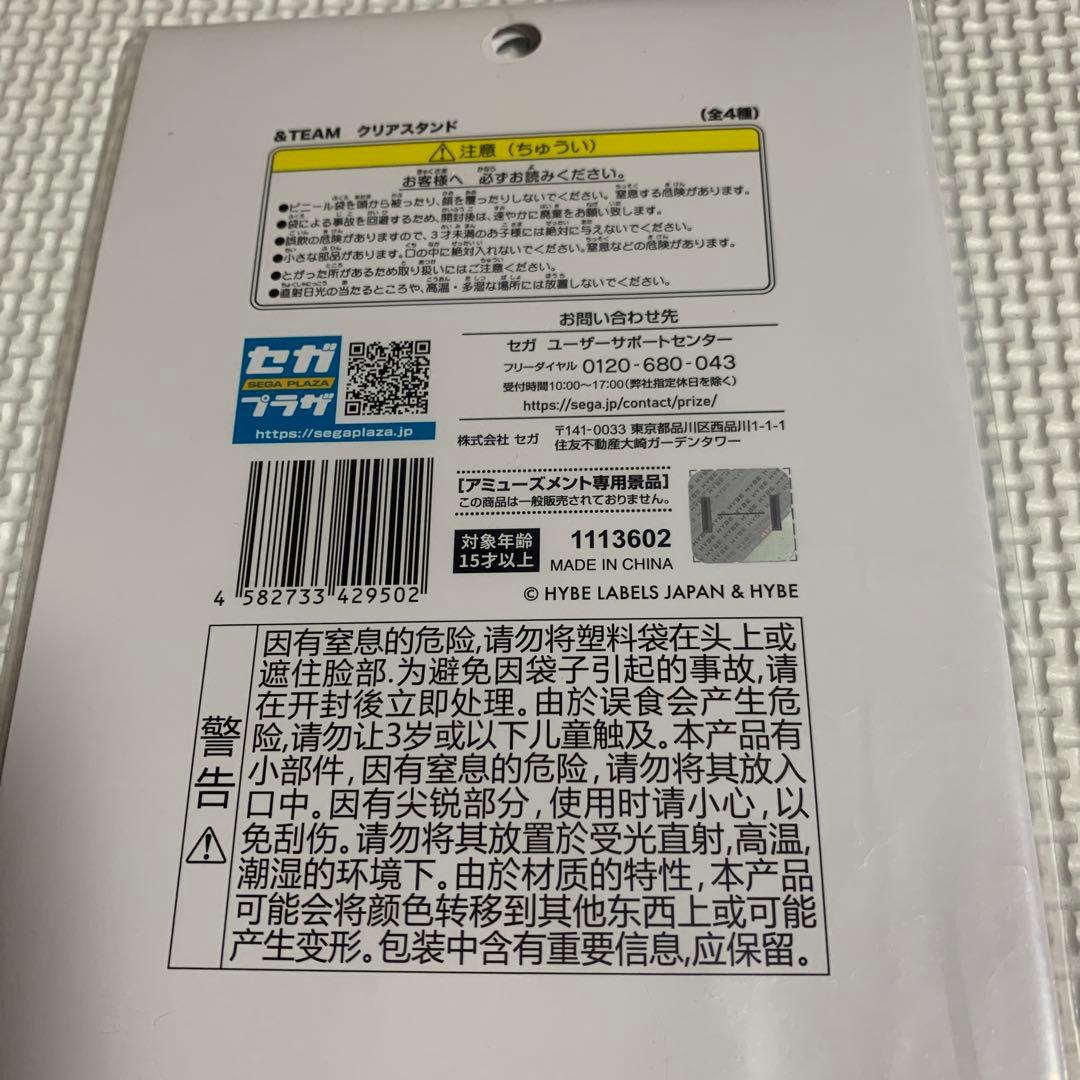 &TEAM クリアスタンド
(全4種)
⚠注意(ちゅうい)
お客様へ 必ずお読みください。
●ビニール袋を頭から被ったり、顔を覆ったりしないでください。窒息する危険があります。
●袋による事故を回避するため、開封後は、速やかに廃棄をお願い致します。
●誤飲の危険がありますので、3才未満のお子様には絶対に与えないでください。
●小さな部品があります。口の中に絶対入れないでください。窒息などの危険があります。
●とがった所があるため取り扱いにはご注意ください。
●直射日光の当たるところや、高温・多湿な場所には放置しないでください。
お問い合わせ先
セガ ユーザーサポートセンター
フリーダイヤル 0120-680-043
受付時間10:00〜17:00(弊社指定休日を除く)
https://sega.jp/contact/prize/
セガ
SEGA PLAZA
プラザ
https://segaplaza.jp
株式会社 セガ 〒141-0033 東京都品川区西品川1-1-1
住友不動産大崎ガーデンタワー
[アミューズメント専用景品]
この商品は一般販売されておりません。
対象年齢
15才以上
1113602
MADE IN CHINA
4 582733 429502
© HYBE LABELS JAPAN & HYBE
警告⚠
因有窒息的危险,请勿将塑料袋在头上或
遮住脸部.为避免因袋子引起的事故,请
在开封後立即处理。由於误食会产生危
险,请勿让3岁或以下儿童触及。本产品有
小部件,因有窒息的危险,请勿将其放入
口中。因有尖锐部分,使用时请小心,以
免刮伤。请勿将其放置於受光直射,高温,
潮湿的环境下。由於材质的特性,本产品
可能会将颜色转移到其他东西上或可能
产生变形。包装中含有重要信息,应保留。